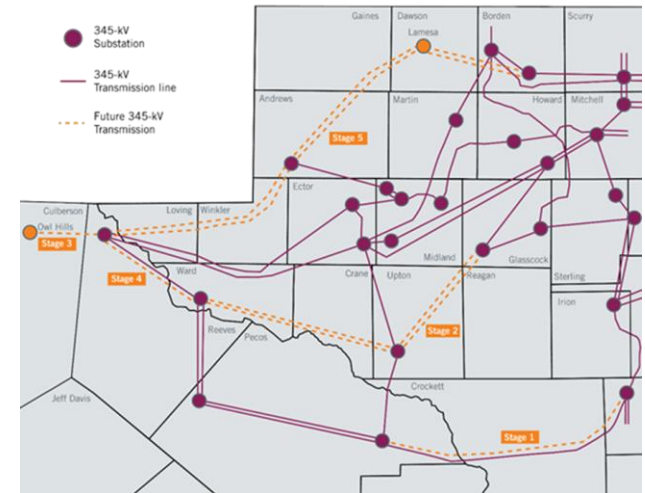 345-kV
Substation
345-kV
Transmission line
Future 345-kV
Transmission
Gaines
Dawson
Borden
Scurry
Lamesa
Andrews
Martin
Howard
Mitchell
Stage 5
Ector
Culberson
Loving
Winkler
Owl Hills
Stage 3
Stage 4
Ward
Crane
Upton
Midland
Reagan
Glasscock
Sterling
Irion
Reeves
Pecos
Stage 2
Jeff Davis
Crockett
Stage 1